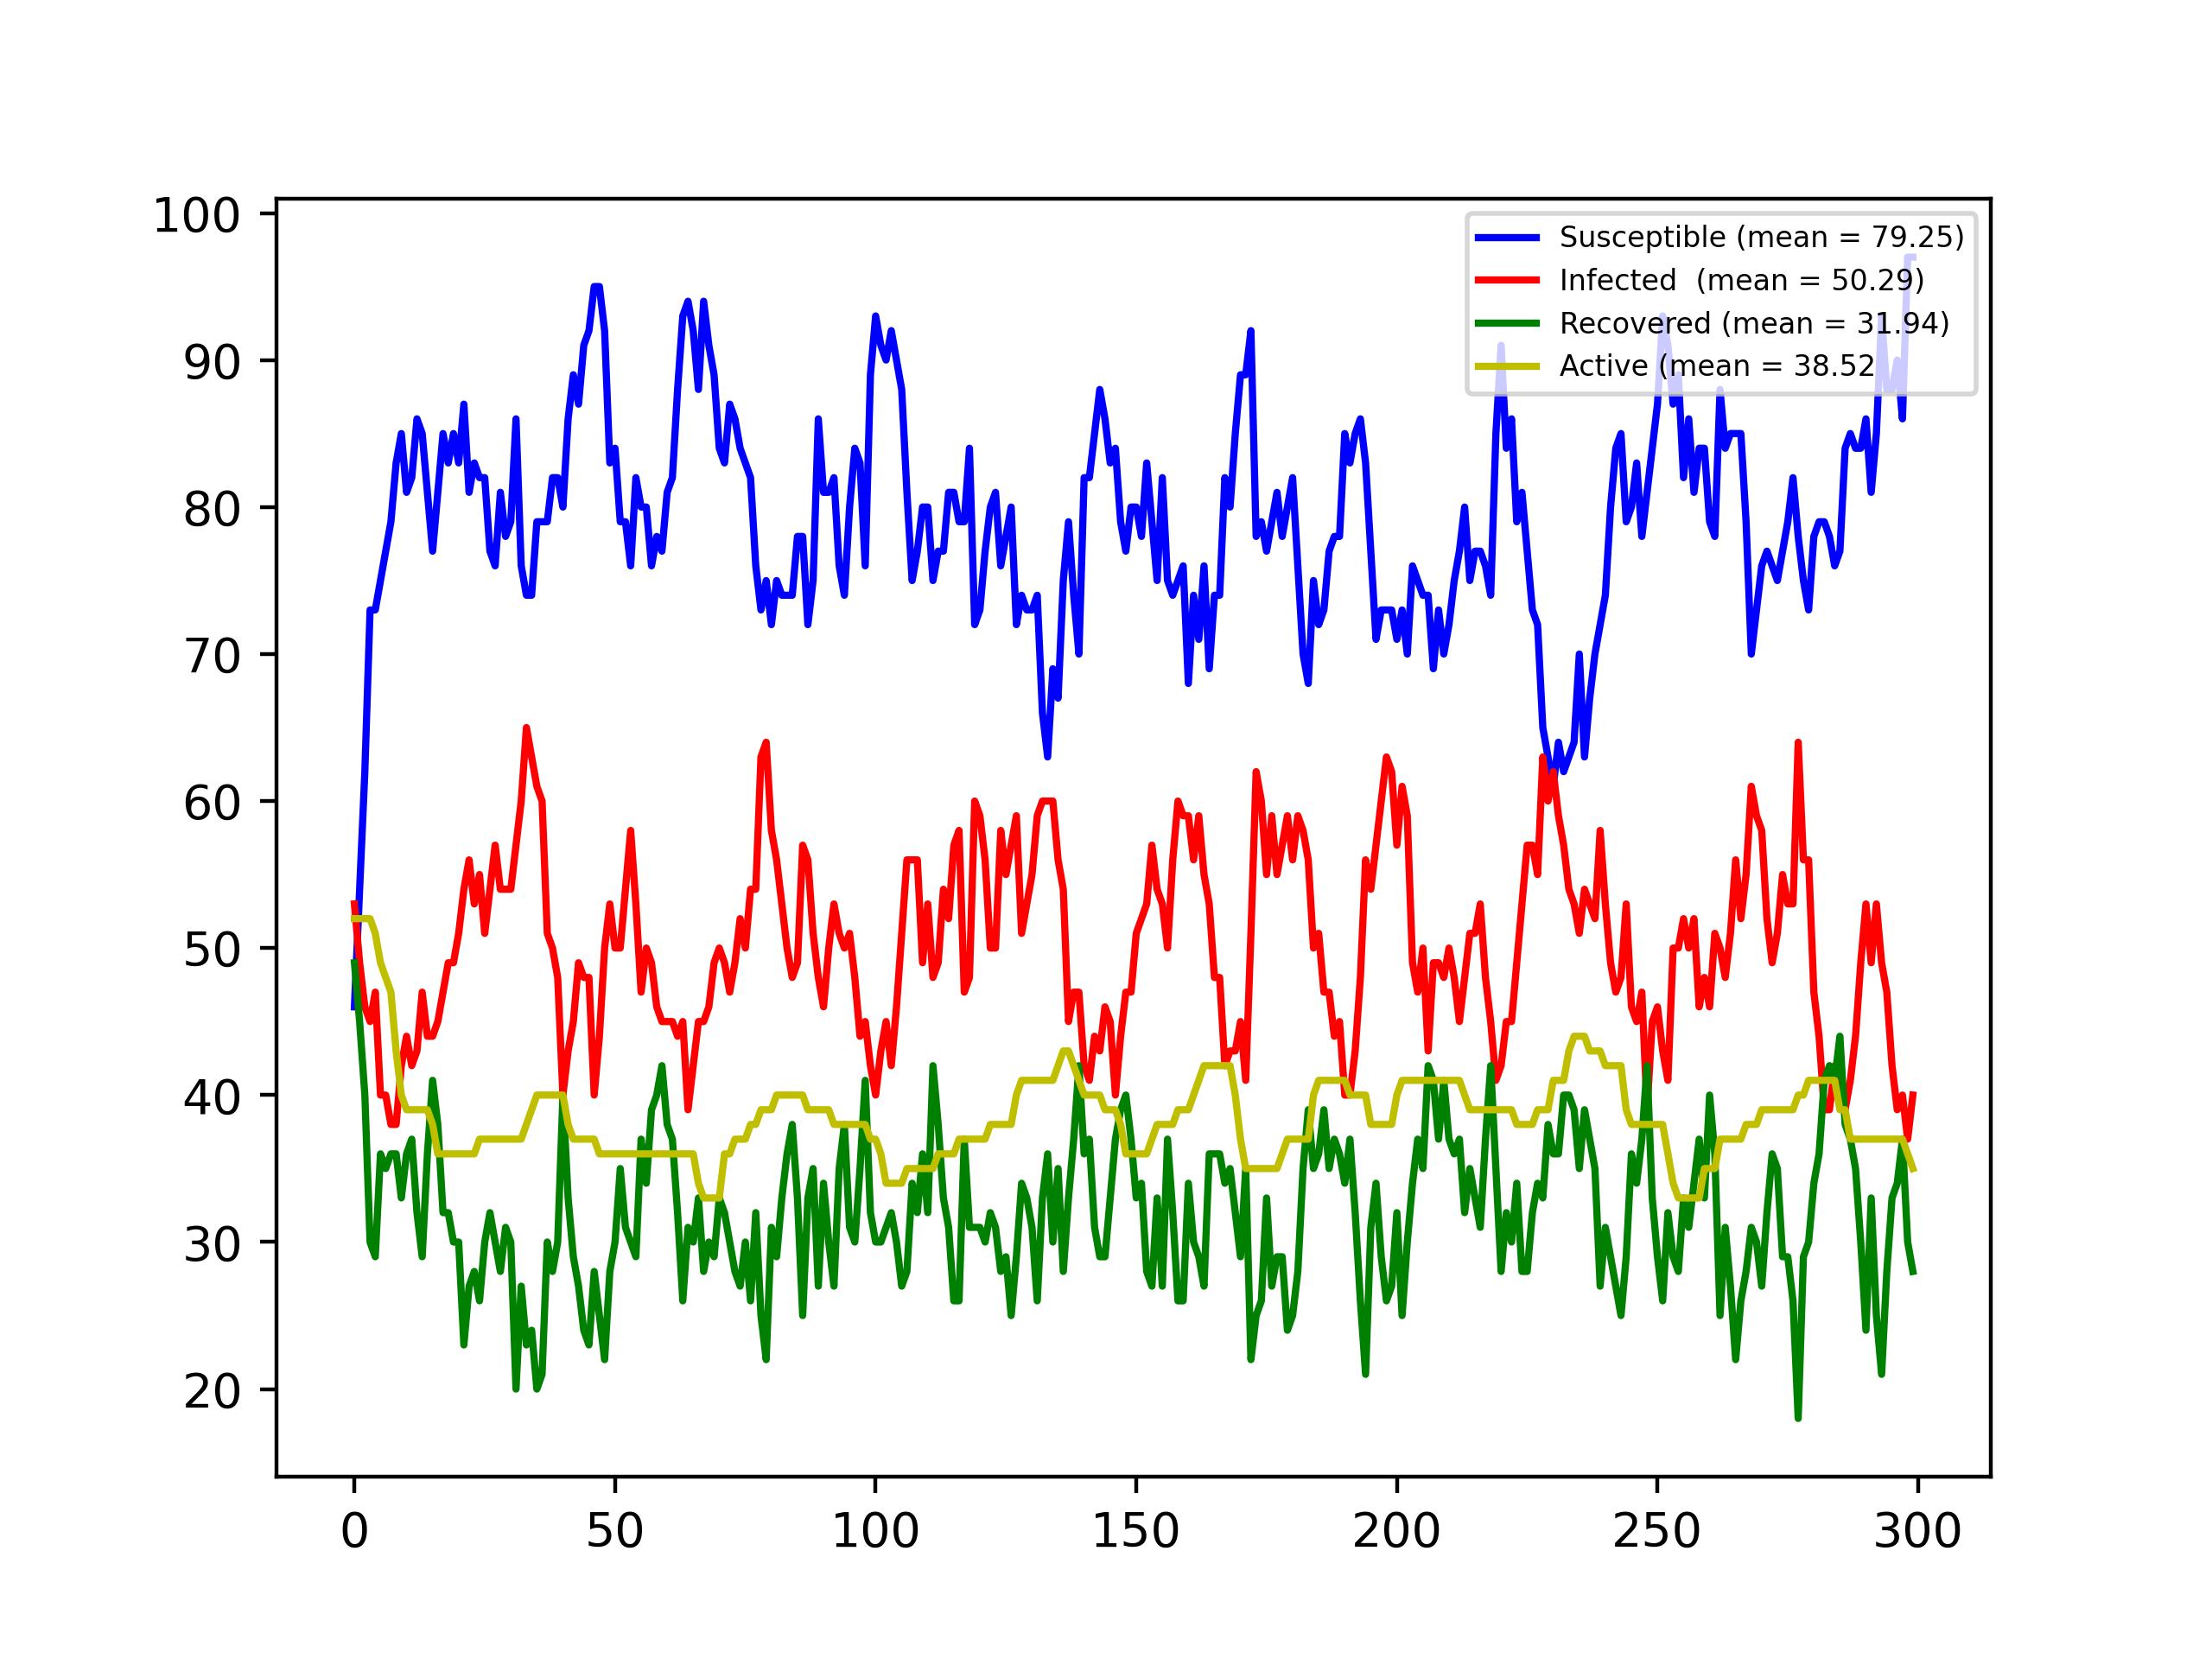 100
90
80
70
60
50
40
30
20
0 50 100 150 200 250 300
Susceptible (mean = 79.25)
Infected  (mean = 50.29)
Recovered (mean = 31.94)
Active (mean = 38.52